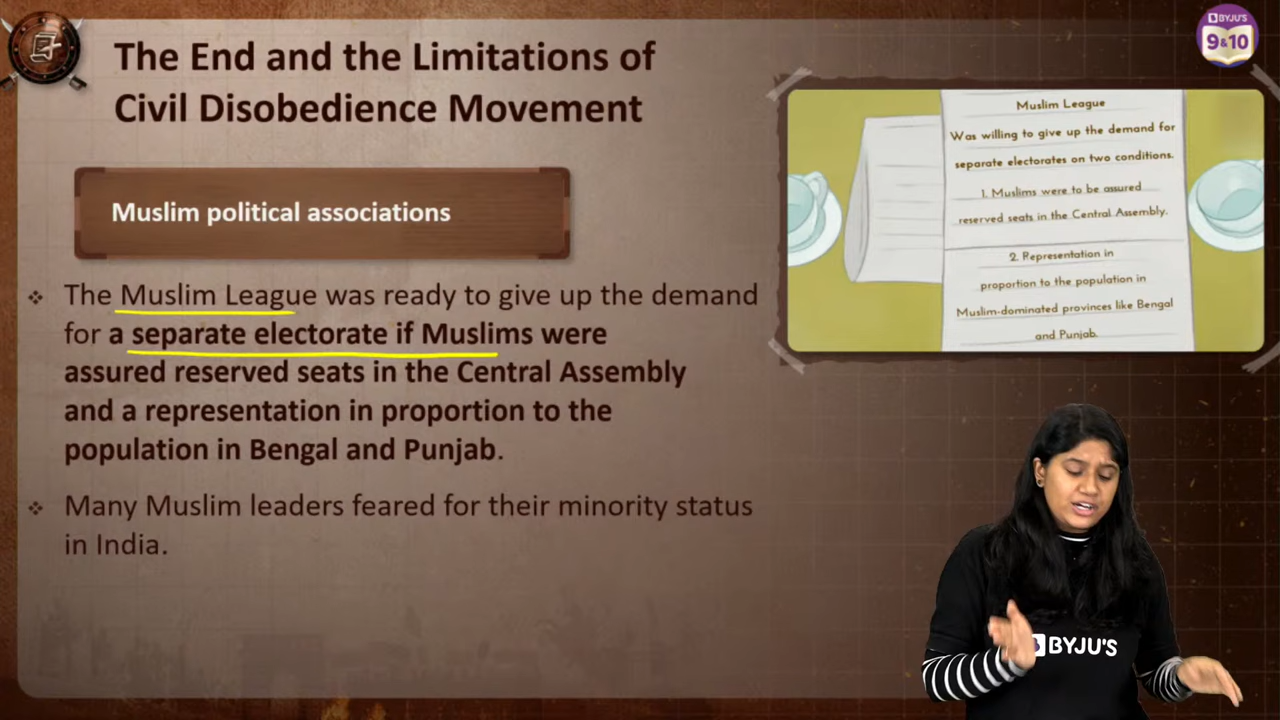 The End and the Limitations of
Civil Disobedience Movement
BYJU'S
9&10
Muslim political associations
❖ The Muslim League was ready to give up the demand
for a separate electorate if Muslims were
assured reserved seats in the Central Assembly
and a representation in proportion to the
population in Bengal and Punjab.
❖ Many Muslim leaders feared for their minority status
in India.
Muslim League
Was willing to give up the demand for
separate electorates on two conditions.
1. Muslims were to be assured
reserved seats in the Central Assembly.
2. Representation in
proportion to the population in
Muslim-dominated provinces like Bengal
and Punjab.
BYJU'S